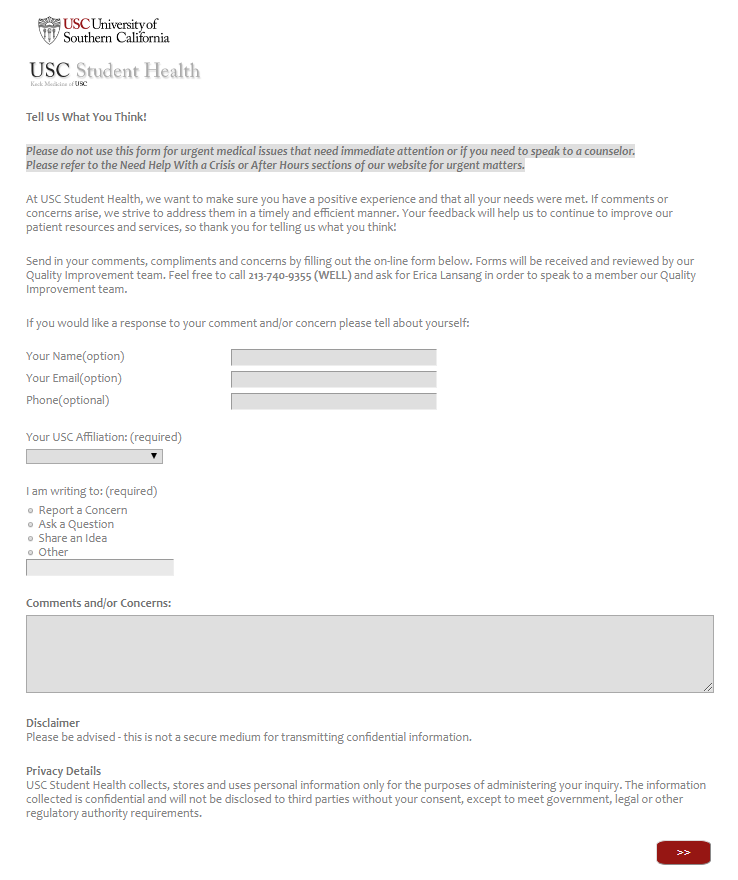 USC University of
Southern California
USC Student Health
Keck Medicine of USC
Tell Us What You Think!
Please do not use this form for urgent medical issues that need immediate attention or if you need to speak to a counselor.
Please refer to the Need Help With a Crisis or After Hours sections of our website for urgent matters.
At USC Student Health, we want to make sure you have a positive experience and that all your needs were met. If comments or
concerns arise, we strive to address them in a timely and efficient manner. Your feedback will help us to continue to improve our
patient resources and services, so thank you for telling us what you think!
Send in your comments, compliments and concerns by filling out the on-line form below. Forms will be received and reviewed by our
Quality Improvement team. Feel free to call 213-740-9355 (WELL) and ask for Erica Lansang in order to speak to a member our Quality
Improvement team.
If you would like a response to your comment and/or concern please tell about yourself:
Your Name(option)
Your Email(option)
Phone(optional)
Your USC Affiliation: (required)
I am writing to: (required)
Report a Concern
Ask a Question
Share an Idea
Other
Comments and/or Concerns:
Disclaimer
Please be advised - this is not a secure medium for transmitting confidential information.
Privacy Details
USC Student Health collects, stores and uses personal information only for the purposes of administering your inquiry. The information
collected is confidential and will not be disclosed to third parties without your consent, except to meet government, legal or other
regulatory authority requirements.
>>